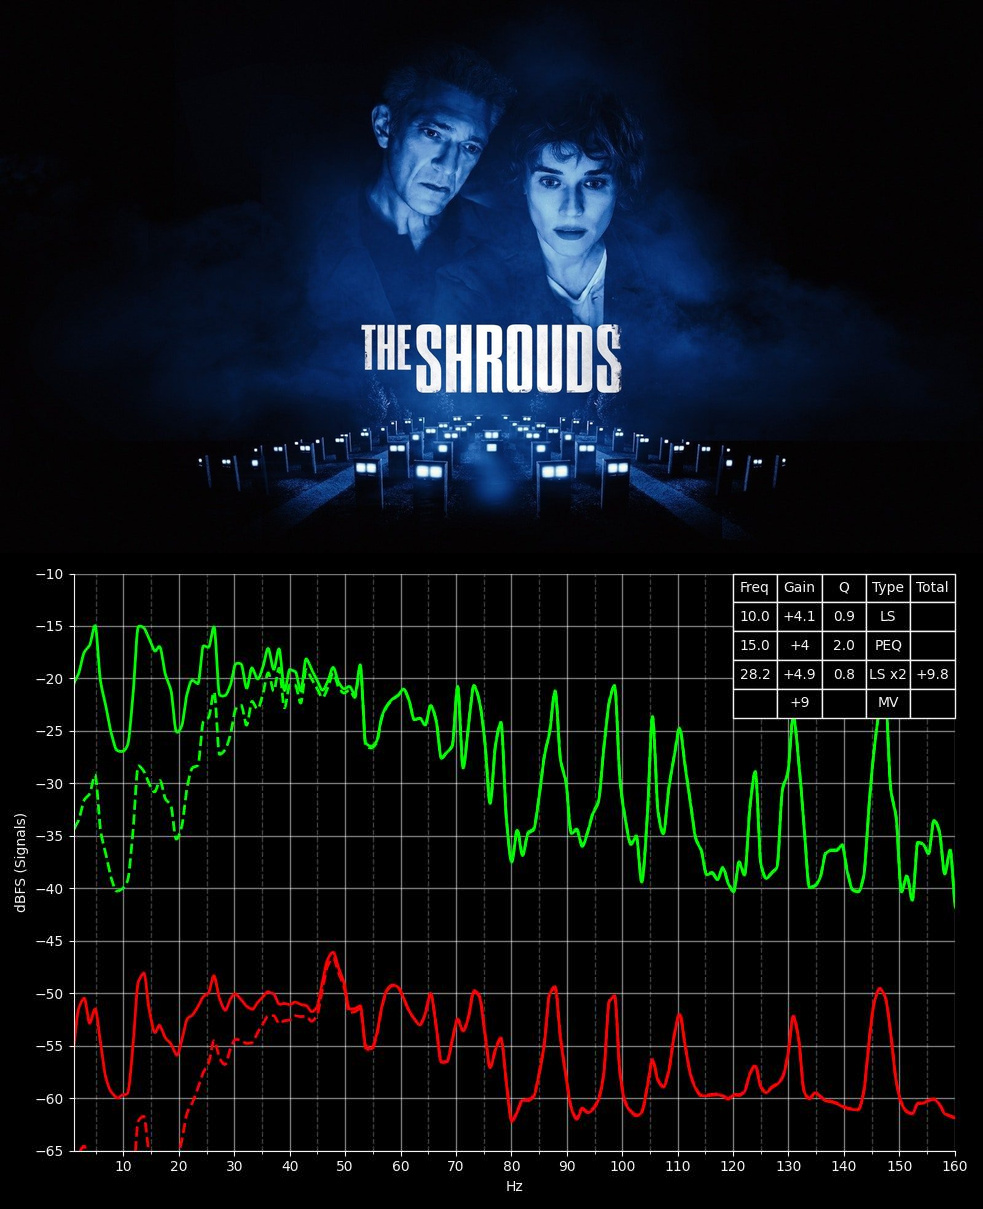 THE SHROUDS
Freq Gain Q Type Total
10.0 +4.1 0.9 LS
15.0 +4 2.0 PEQ
28.2 +4.9 0.8 LS x2 +9.8
+9 MV
dBFS (Signals)
−10
−15
−20
−25
−30
−35
−40
−45
−50
−55
−60
−65
10 20 30 40 50 60 70 80 90 100 110 120 130 140 150 160
Hz